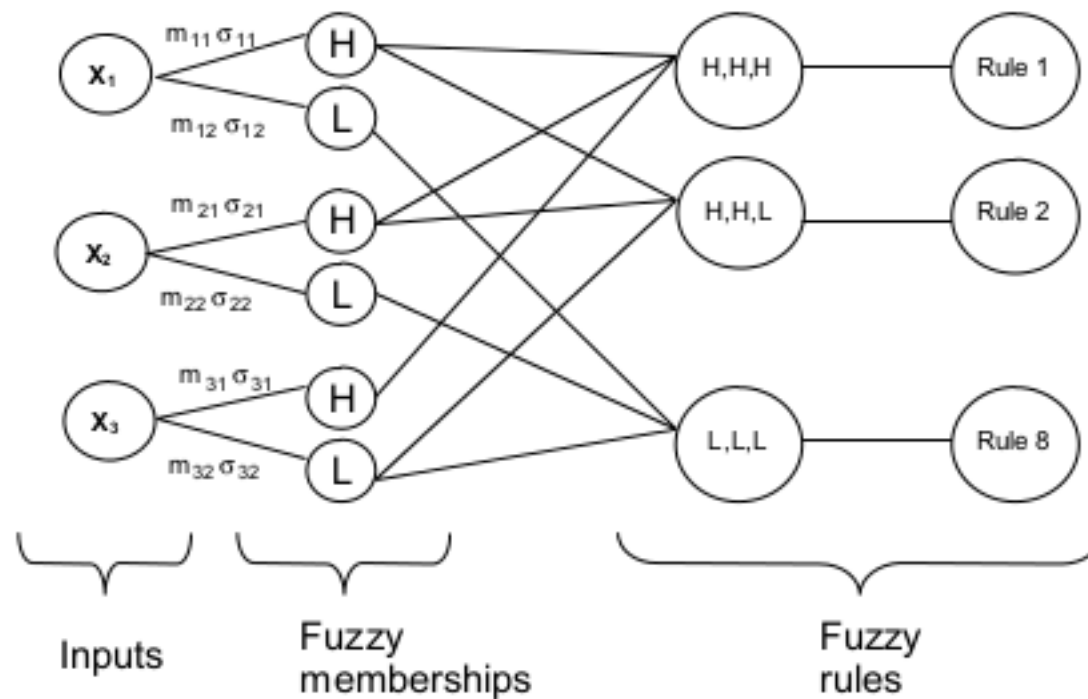 m₁₁ σ₁₁
H
X₁
H,H,H
Rule 1
L
m₁₂ σ₁₂
m₂₁ σ₂₁
H
H,H,L
Rule 2
X₂
L
m₂₂ σ₂₂
m₃₁ σ₃₁
H
X₃
L,L,L
Rule 8
m₃₂ σ₃₂
L
Inputs
Fuzzy
memberships
Fuzzy
rules